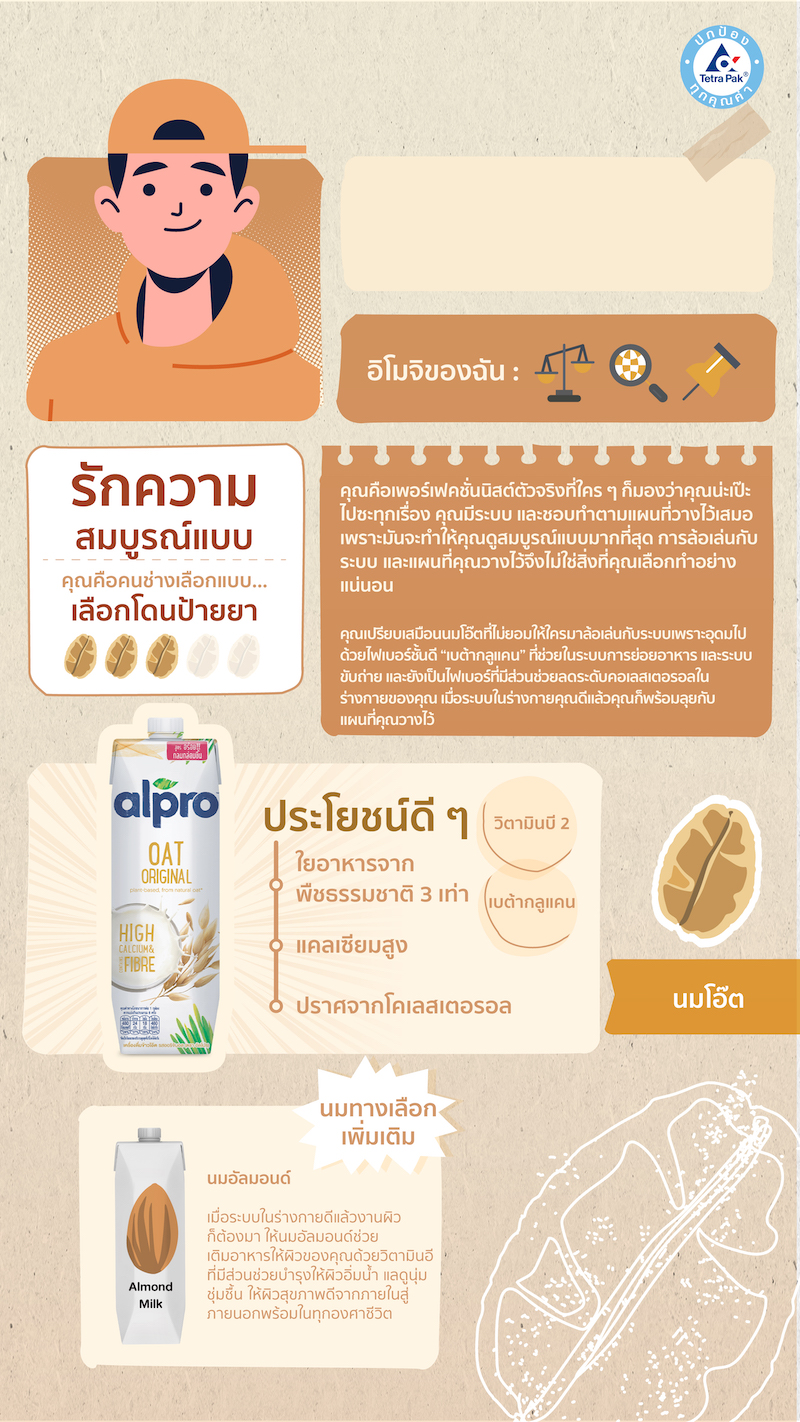 ปกป้อง
Tetra Pak®
ทุกคุณค่า
อิโมจิของฉัน :
รักความ
สมบูรณ์แบบ
คุณคือคนช่างเลือกแบบ...
เลือกโดนป้ายยา
คุณคือเพอร์เฟคชั่นนิสต์ตัวจริงที่ใคร ๆ ก็มองว่าคุณน่ะเป๊ะ
ไปซะทุกเรื่อง คุณมีระบบ และชอบทำตามแผนที่วางไว้เสมอ
เพราะมันจะทำให้คุณดูสมบูรณ์แบบมากที่สุด การล้อเล่นกับ
ระบบ และแผนที่คุณวางไว้จึงไม่ใช่สิ่งที่คุณเลือกทำอย่าง
แน่นอน
คุณเปรียบเสมือนนมโอ๊ตที่ไม่ยอมให้ใครมาล้อเล่นกับระบบเพราะอุดมไป
ด้วยไฟเบอร์ชั้นดี “เบต้ากลูแคน” ที่ช่วยในระบบการย่อยอาหาร และระบบ
ขับถ่าย และยังเป็นไฟเบอร์ที่มีส่วนช่วยลดระดับคอเลสเตอรอลใน
ร่างกายของคุณ เมื่อระบบในร่างกายคุณดีแล้วคุณก็พร้อมลุยกับ
แผนที่คุณวางไว้
alpro
OAT
ORIGINAL
plant-based, from natural oat
HIGH
CALCIUM &
FIBRE
ประโยชน์ดี ๆ
วิตามินบี 2
ใยอาหารจาก
พืชธรรมชาติ 3 เท่า
เบต้ากลูแคน
แคลเซียมสูง
ปราศจากโคเลสเตอรอล
นมโอ๊ต
นมทางเลือก
เพิ่มเติม
นมอัลมอนด์
เมื่อระบบในร่างกายดีแล้วงานผิว
ก็ต้องมา ให้นมอัลมอนด์ช่วย
เติมอาหารให้ผิวของคุณด้วยวิตามินอี
ที่มีส่วนช่วยบำรุงให้ผิวอิ่มน้ำ แลดูนุ่ม
ชุ่มชื้น ให้ผิวสุขภาพดีจากภายในสู่
ภายนอกพร้อมในทุกองศาชีวิต
Almond
Milk